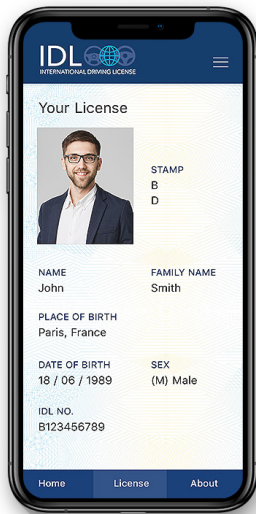 IDL
INTERNATIONAL DRIVING LICENSE
Your License
STAMP
B
D
NAME
John
FAMILY NAME
Smith
PLACE OF BIRTH
Paris, France
DATE OF BIRTH
18 / 06 / 1989
SEX
(M) Male
IDL NO.
B123456789
Home
License
About